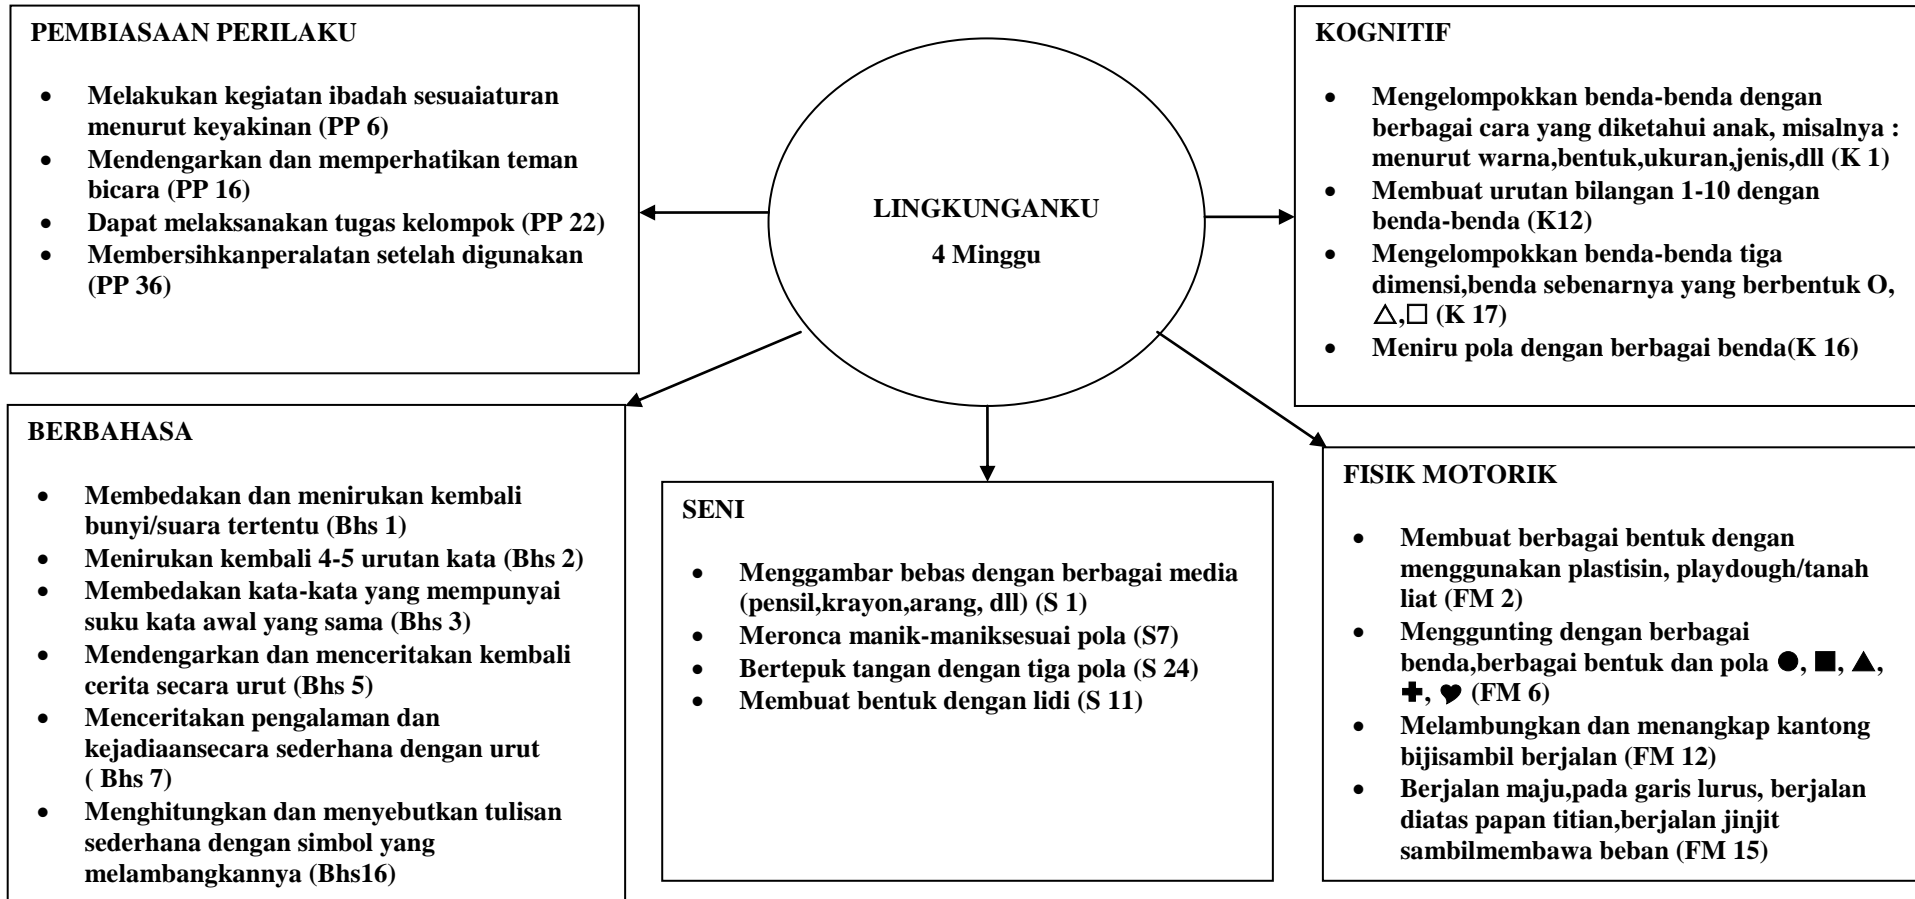 PEMBIASAAN PERILAKU
• Melakukan kegiatan ibadah sesuaiaturan
menurut keyakinan (PP 6)
• Mendengarkan dan memperhatikan teman
bicara (PP 16)
• Dapat melaksanakan tugas kelompok (PP 22)
• Membersihkanperalatan setelah digunakan
(PP 36)
LINGKUNGANKU
4 Minggu
KOGNITIF
• Mengelompokkan benda-benda dengan
berbagai cara yang diketahui anak, misalnya :
menurut warna,bentuk,ukuran,jenis,dll (K 1)
• Membuat urutan bilangan 1-10 dengan
benda-benda (K12)
• Mengelompokkan benda-benda tiga
dimensi,benda sebenarnya yang berbentuk O,
△,□ (K 17)
• Meniru pola dengan berbagai benda(K 16)
BERBAHASA
• Membedakan dan menirukan kembali
bunyi/suara tertentu (Bhs 1)
• Menirukan kembali 4-5 urutan kata (Bhs 2)
• Membedakan kata-kata yang mempunyai
suku kata awal yang sama (Bhs 3)
• Mendengarkan dan menceritakan kembali
cerita secara urut (Bhs 5)
• Menceritakan pengalaman dan
kejadiaansecara sederhana dengan urut
( Bhs 7)
• Menghitungkan dan menyebutkan tulisan
sederhana dengan simbol yang
melambangkannya (Bhs16)
SENI
• Menggambar bebas dengan berbagai media
(pensil,krayon,arang, dll) (S 1)
• Meronca manik-maniksesuai pola (S7)
• Bertepuk tangan dengan tiga pola (S 24)
• Membuat bentuk dengan lidi (S 11)
FISIK MOTORIK
• Membuat berbagai bentuk dengan
menggunakan plastisin, playdough/tanah
liat (FM 2)
• Menggunting dengan berbagai
benda,berbagai bentuk dan pola ●, ■, ▲,
✚, ♥ (FM 6)
• Melambungkan dan menangkap kantong
bijisambil berjalan (FM 12)
• Berjalan maju,pada garis lurus, berjalan
diatas papan titian,berjalan jinjit
sambilmembawa beban (FM 15)